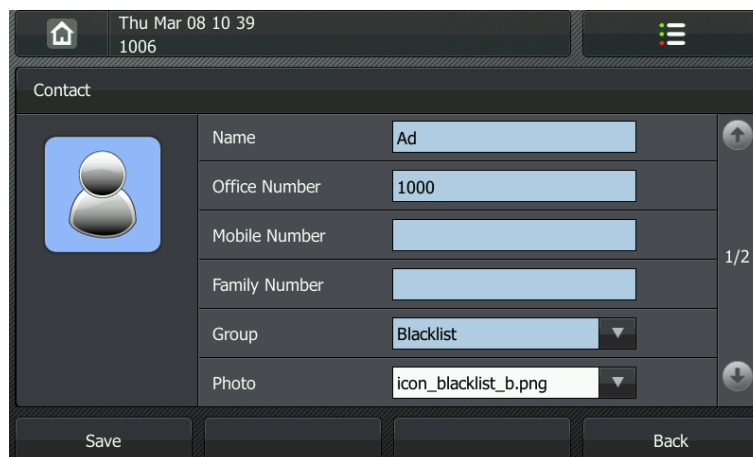 Thu Mar 08 10 39
1006
Contact
Name Ad
Office Number 1000
Mobile Number
1/2
Family Number
Group Blacklist
Photo icon_blacklist_b.png
Save Back